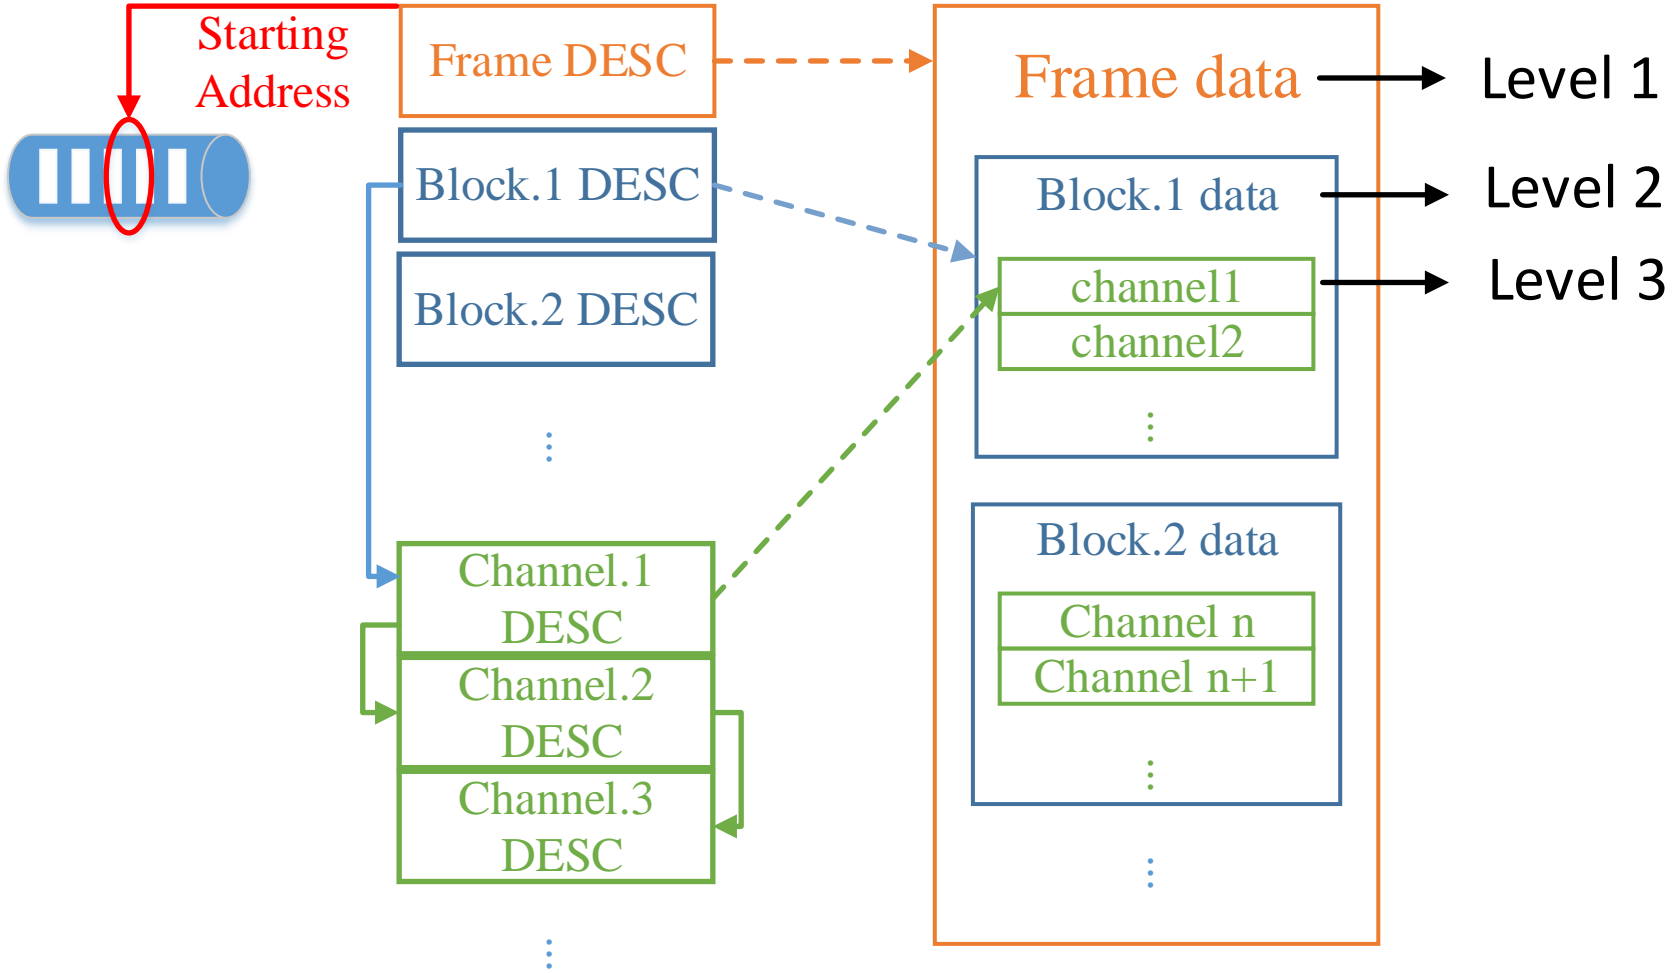 Starting
Address
Frame DESC
Block.1 DESC
Block.2 DESC
⋮
Channel.1
DESC
Channel.2
DESC
Channel.3
DESC
⋮
Frame data
Level 1
Block.1 data
Level 2
channel1
Level 3
channel2
⋮
Block.2 data
Channel n
Channel n+1
⋮
⋮